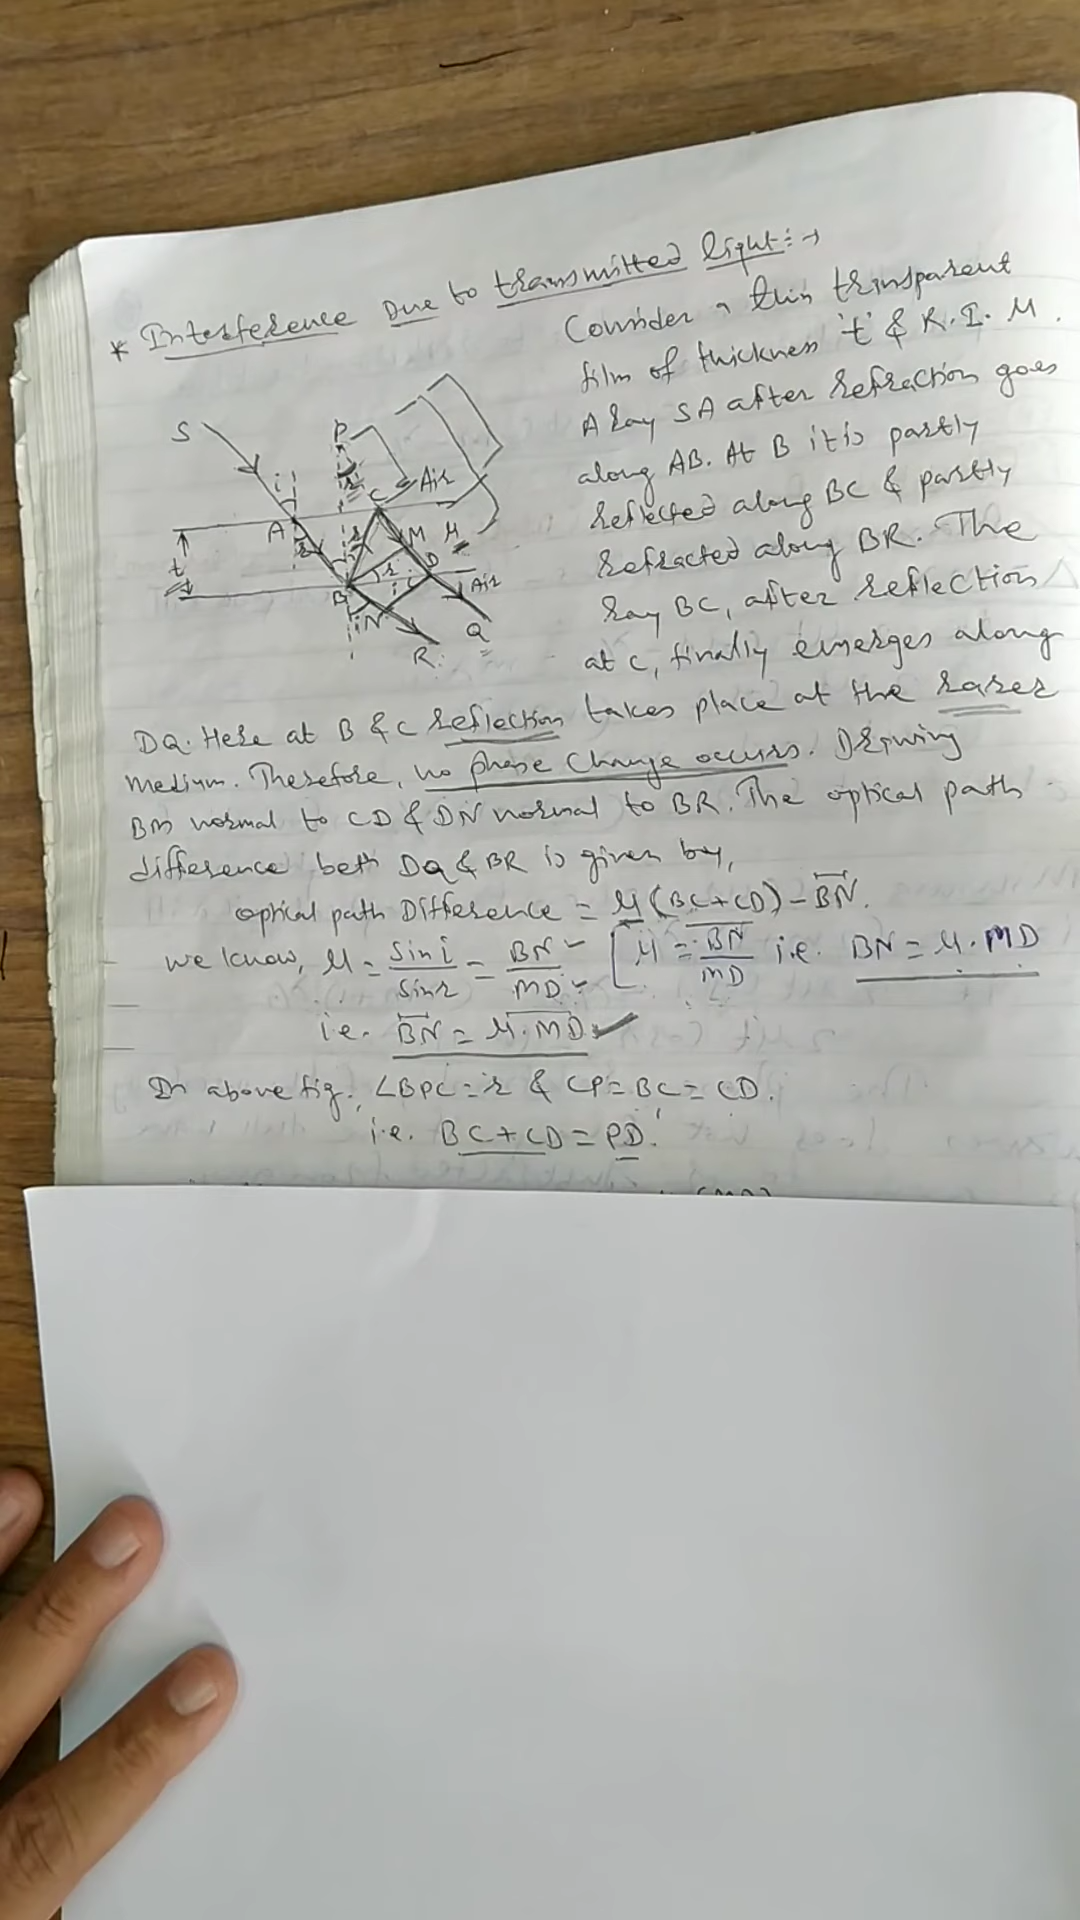 * Interference Due to transmitted light :→
Consider a thin transparent
film of thickness 't' & R.I. μ.
A ray SA after refraction goes
along AB. At B it is partly
reflected along BC & partly
refracted along BR. The
ray BC, after reflection
at C, finally emerges along
DQ. Here at B & C reflection takes place at the rarer
medium. Therefore, no phase change occurs. Drawing
BM normal to CD & DN normal to BR. The optical path
difference betn DQ & BR is given by,
optical path Difference = μ(BC+CD) - BN.
we know, μ = Sin i / Sin r = BN / MD [ μ = BN / MD i.e. BN = μ. MD
i.e. BN = μ. MD ✓
In above fig. ∠BPC = r & CP = BC = CD.
i.e. BC + CD = PD.
S
P
i
r
C
Air
A
r
r
M
μ
t
r
D
B
i
Air
i
N
Q
R